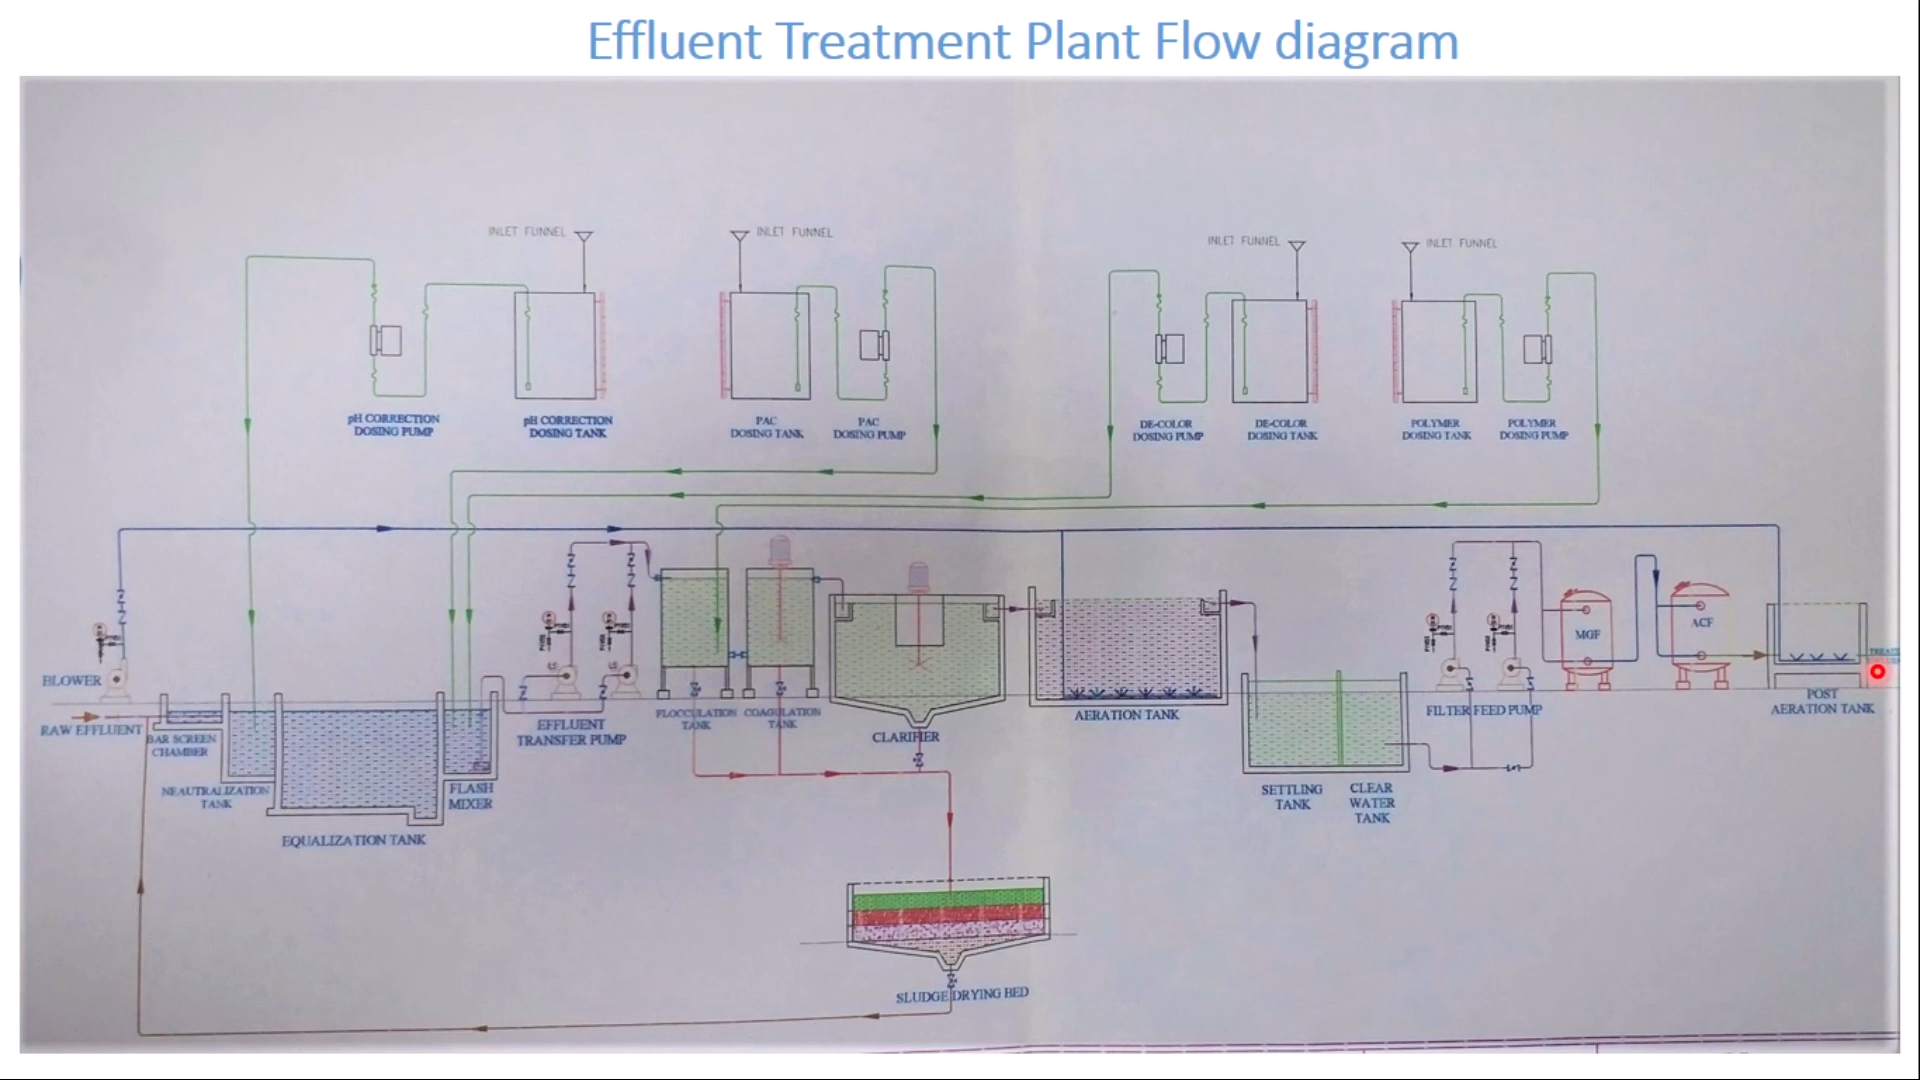 Effluent Treatment Plant Flow diagram
INLET FUNNEL
INLET FUNNEL
INLET FUNNEL
INLET FUNNEL
pH CORRECTION
DOSING PUMP
pH CORRECTION
DOSING TANK
PAC
DOSING TANK
PAC
DOSING PUMP
DE-COLOR
DOSING PUMP
DE-COLOR
DOSING TANK
POLYMER
DOSING TANK
POLYMER
DOSING PUMP
BLOWER
RAW EFFLUENT
BAR SCREEN
CHAMBER
NEAUTRALIZATION
TANK
EQUALIZATION TANK
FLASH
MIXER
EFFLUENT
TRANSFER PUMP
FLOCCULATION
TANK
COAGULATION
TANK
CLARIFIER
AERATION TANK
SETTLING
TANK
CLEAR
WATER
TANK
FILTER FEED PUMP
MGF
ACF
POST
AERATION TANK
SLUDGE DRYING BED